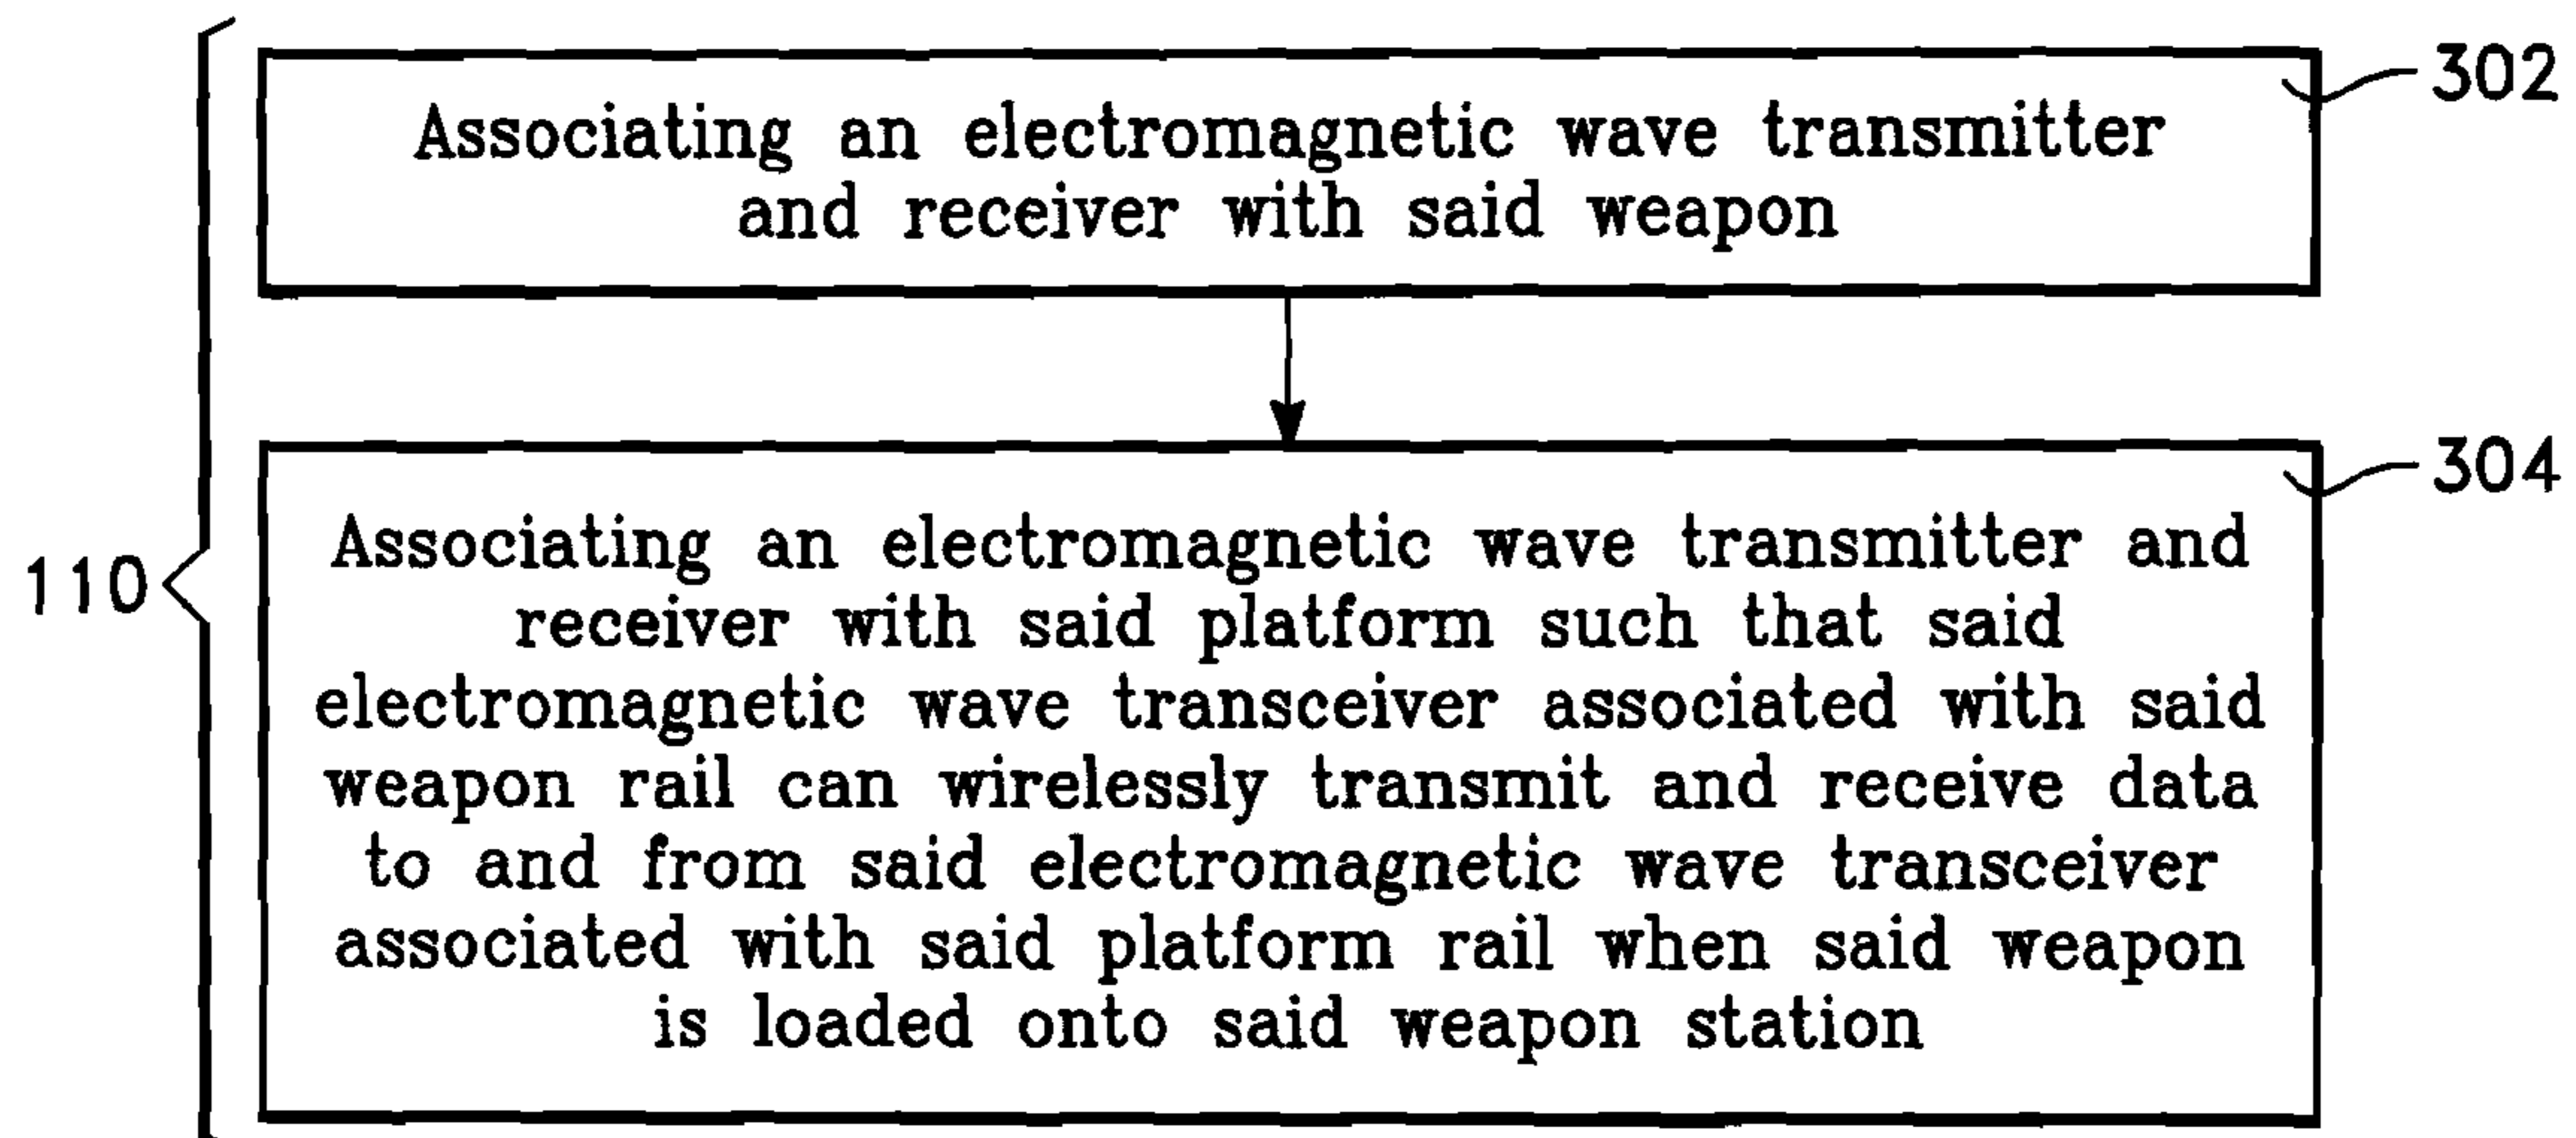 302
Associating an electromagnetic wave transmitter
and receiver with said weapon
304
Associating an electromagnetic wave transmitter and
receiver with said platform such that said
electromagnetic wave transceiver associated with said
weapon rail can wirelessly transmit and receive data
to and from said electromagnetic wave transceiver
associated with said platform rail when said weapon
is loaded onto said weapon station
110